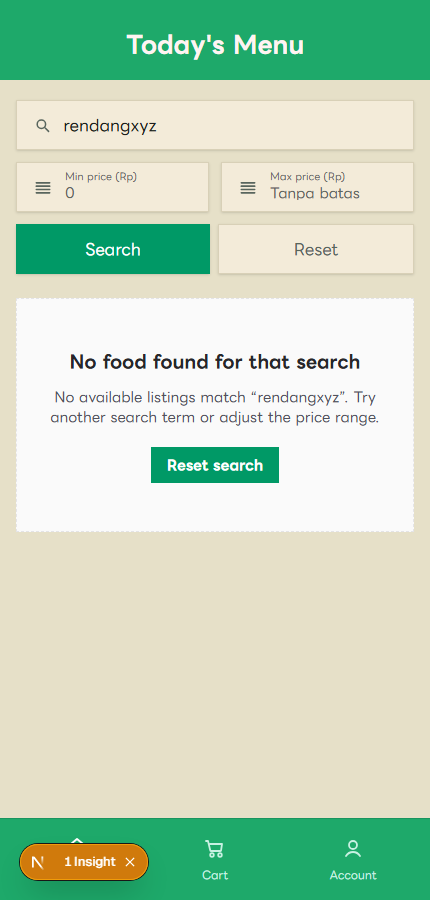 Today's Menu
rendangxyz
Min price (Rp)
0
Max price (Rp)
Tanpa batas
Search
Reset
No food found for that search
No available listings match “rendangxyz”. Try
another search term or adjust the price range.
Reset search
N
1 Insight
Cart
Account